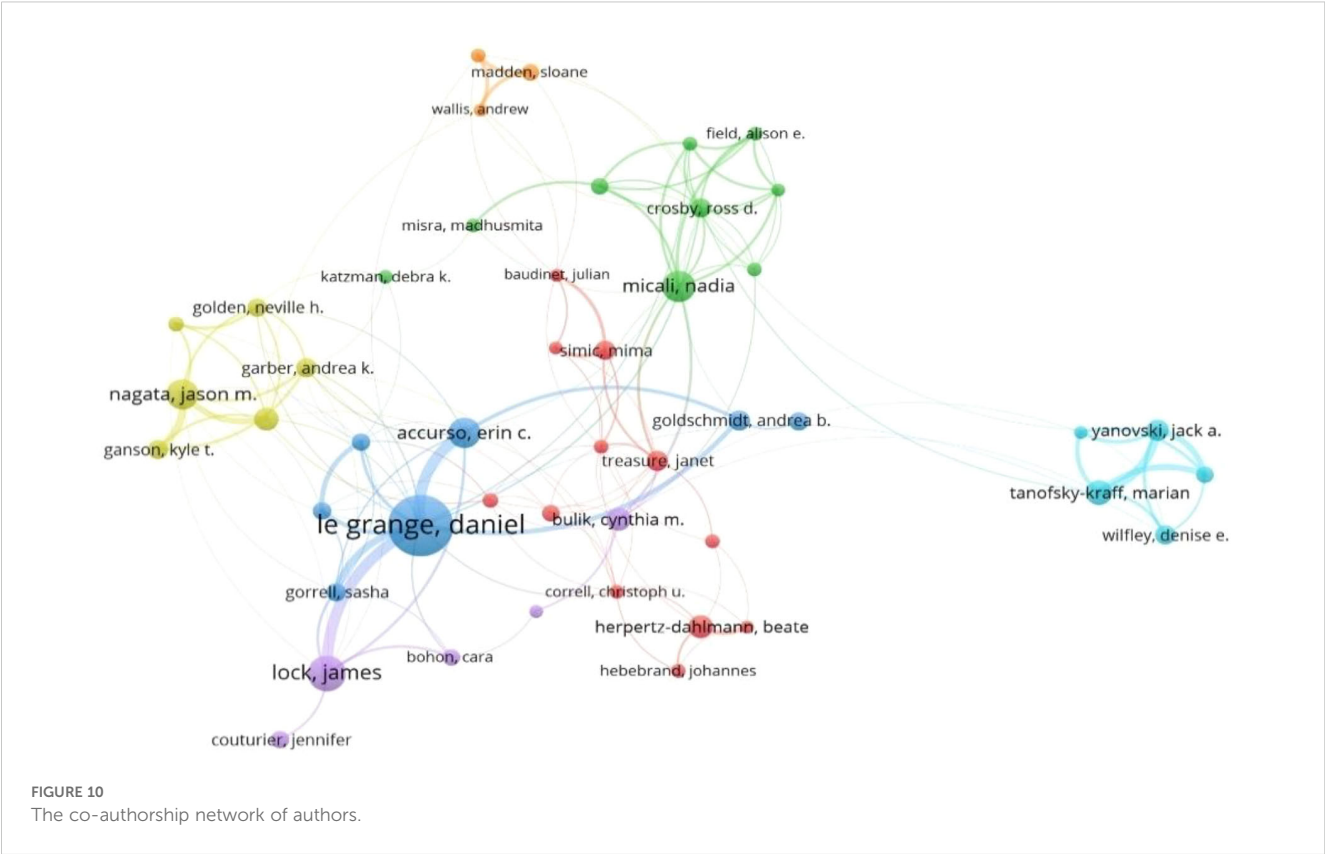 madden, sloane
wallis, andrew
field, alison e.
crosby, ross d.
misra, madhusmita
katzman, debra k.
baudinet, julian
micali, nadia
golden, neville h.
simic, mima
garber, andrea k.
nagata, jason m.
goldschmidt, andrea b.
accurso, erin c.
yanovski, jack a.
ganson, kyle t.
treasure, janet
tanofsky-kraff, marian
le grange, daniel
bulik, cynthia m.
wilfley, denise e.
gorrell, sasha
correll, christoph u.
herpertz-dahlmann, beate
bohon, cara
lock, james
hebebrand, johannes
couturier, jennifer
FIGURE 10
The co-authorship network of authors.